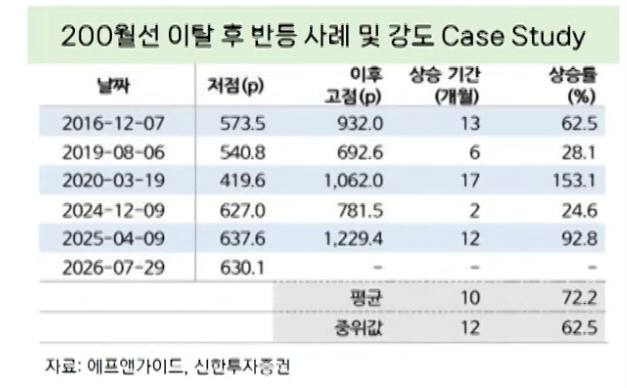 200월선 이탈 후 반등 사례 및 강도 Case Study
날짜 저점(p) 이후 고점(p) 상승 기간 (개월) 상승률 (%)
2016-12-07 573.5 932.0 13 62.5
2019-08-06 540.8 692.6 6 28.1
2020-03-19 419.6 1,062.0 17 153.1
2024-12-09 627.0 781.5 2 24.6
2025-04-09 637.6 1,229.4 12 92.8
2026-07-29 630.1 - - -
평균 10 72.2
중위값 12 62.5
자료: 에프앤가이드, 신한투자증권